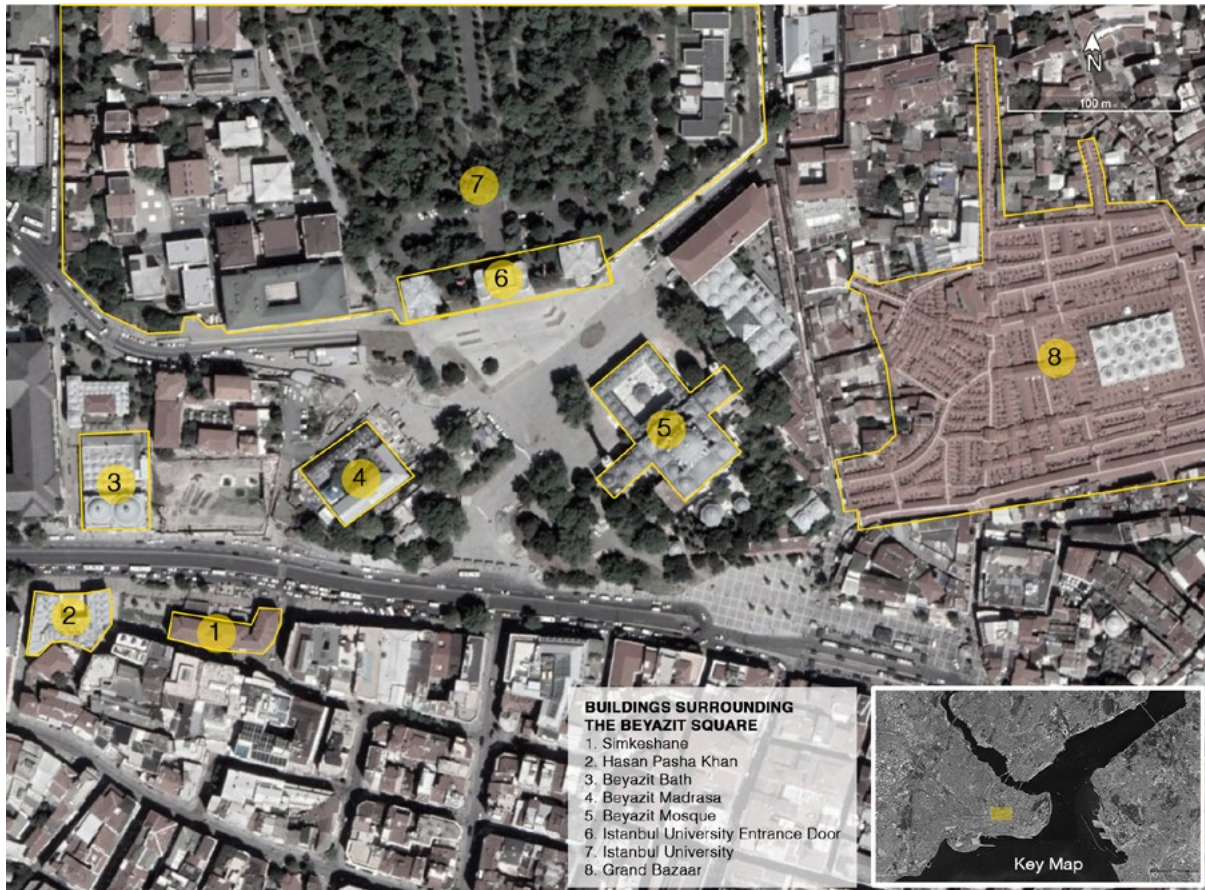 N
100 m
7
6
8
5
4
3
2
1
BUILDINGS SURROUNDING
THE BEYAZIT SQUARE
1. Simkeshane
2. Hasan Pasha Khan
3. Beyazit Bath
4. Beyazit Madrasa
5. Beyazit Mosque
6. Istanbul University Entrance Door
7. Istanbul University
8. Grand Bazaar
Key Map